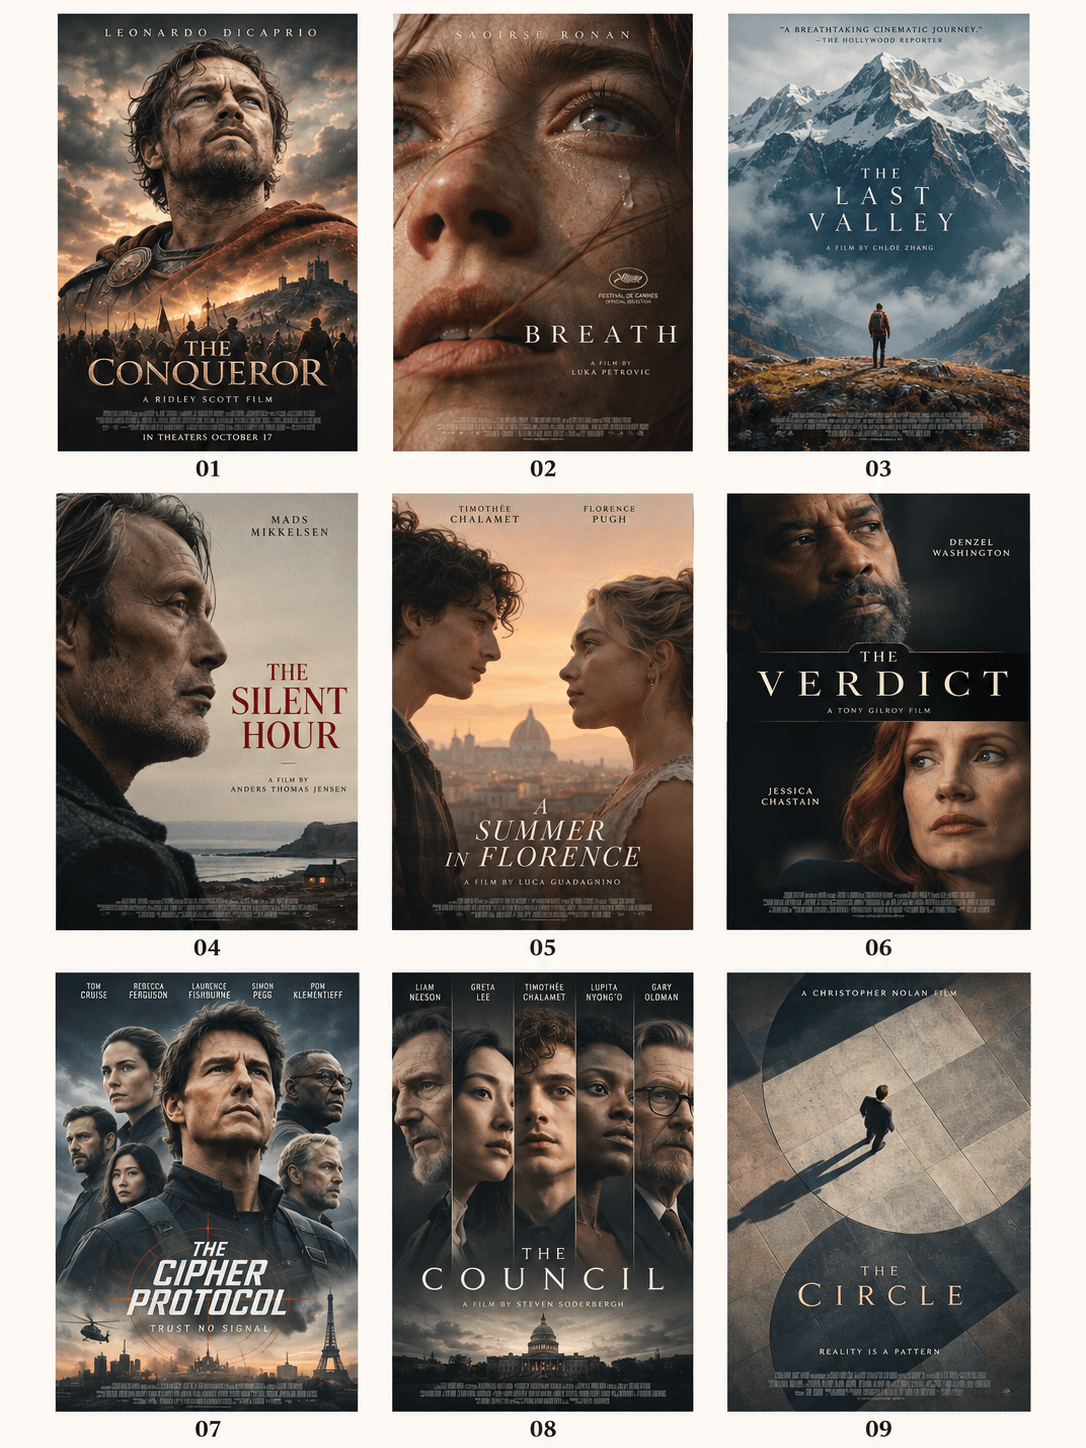 LEONARDO DICAPRIO
THE
CONQUEROR
A RIDLEY SCOTT FILM
IN THEATERS OCTOBER 17
01
SAOIRSE RONAN
FESTIVAL DE CANNES
OFFICIAL SELECTION
BREATH
A FILM BY
LUKA PETROVIC
02
"A BREATHTAKING CINEMATIC JOURNEY."
—THE HOLLYWOOD REPORTER
THE
LAST
VALLEY
A FILM BY CHLOE ZHANG
03
MADS
MIKKELSEN
THE
SILENT
HOUR
A FILM BY
ANDERS THOMAS JENSEN
04
TIMOTHÉE
CHALAMET
FLORENCE
PUGH
A
SUMMER
IN FLORENCE
A FILM BY LUCA GUADAGNINO
05
DENZEL
WASHINGTON
THE
VERDICT
A TONY GILROY FILM
JESSICA
CHASTAIN
06
TOM
CRUISE
REBECCA
FERGUSON
LAURENCE
FISHBURNE
SIMON
PEGG
POM
KLEMENTIEFF
THE
CIPHER
PROTOCOL
TRUST NO SIGNAL
07
LIAM
NEESON
GRETA
LEE
TIMOTHÉE
CHALAMET
LUPITA
NYONG'O
GARY
OLDMAN
THE
COUNCIL
A FILM BY STEVEN SODERBERGH
08
A CHRISTOPHER NOLAN FILM
THE
CIRCLE
REALITY IS A PATTERN
09